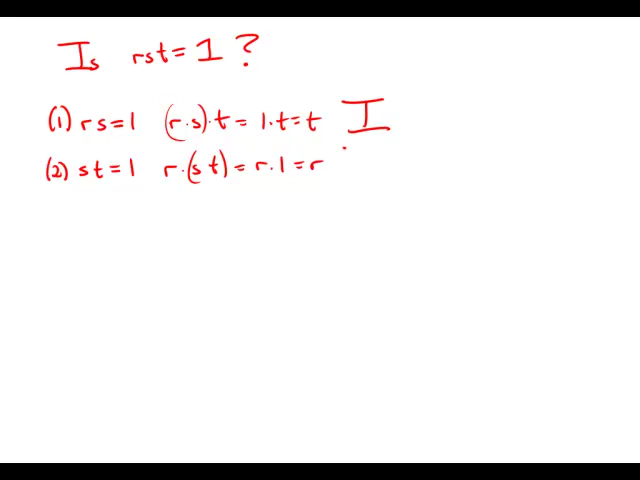 Is rst = 1 ?
(1) rs = 1 (r·s)·t = 1·t = t I
(2) st = 1 r·(s t) = r·1 = r